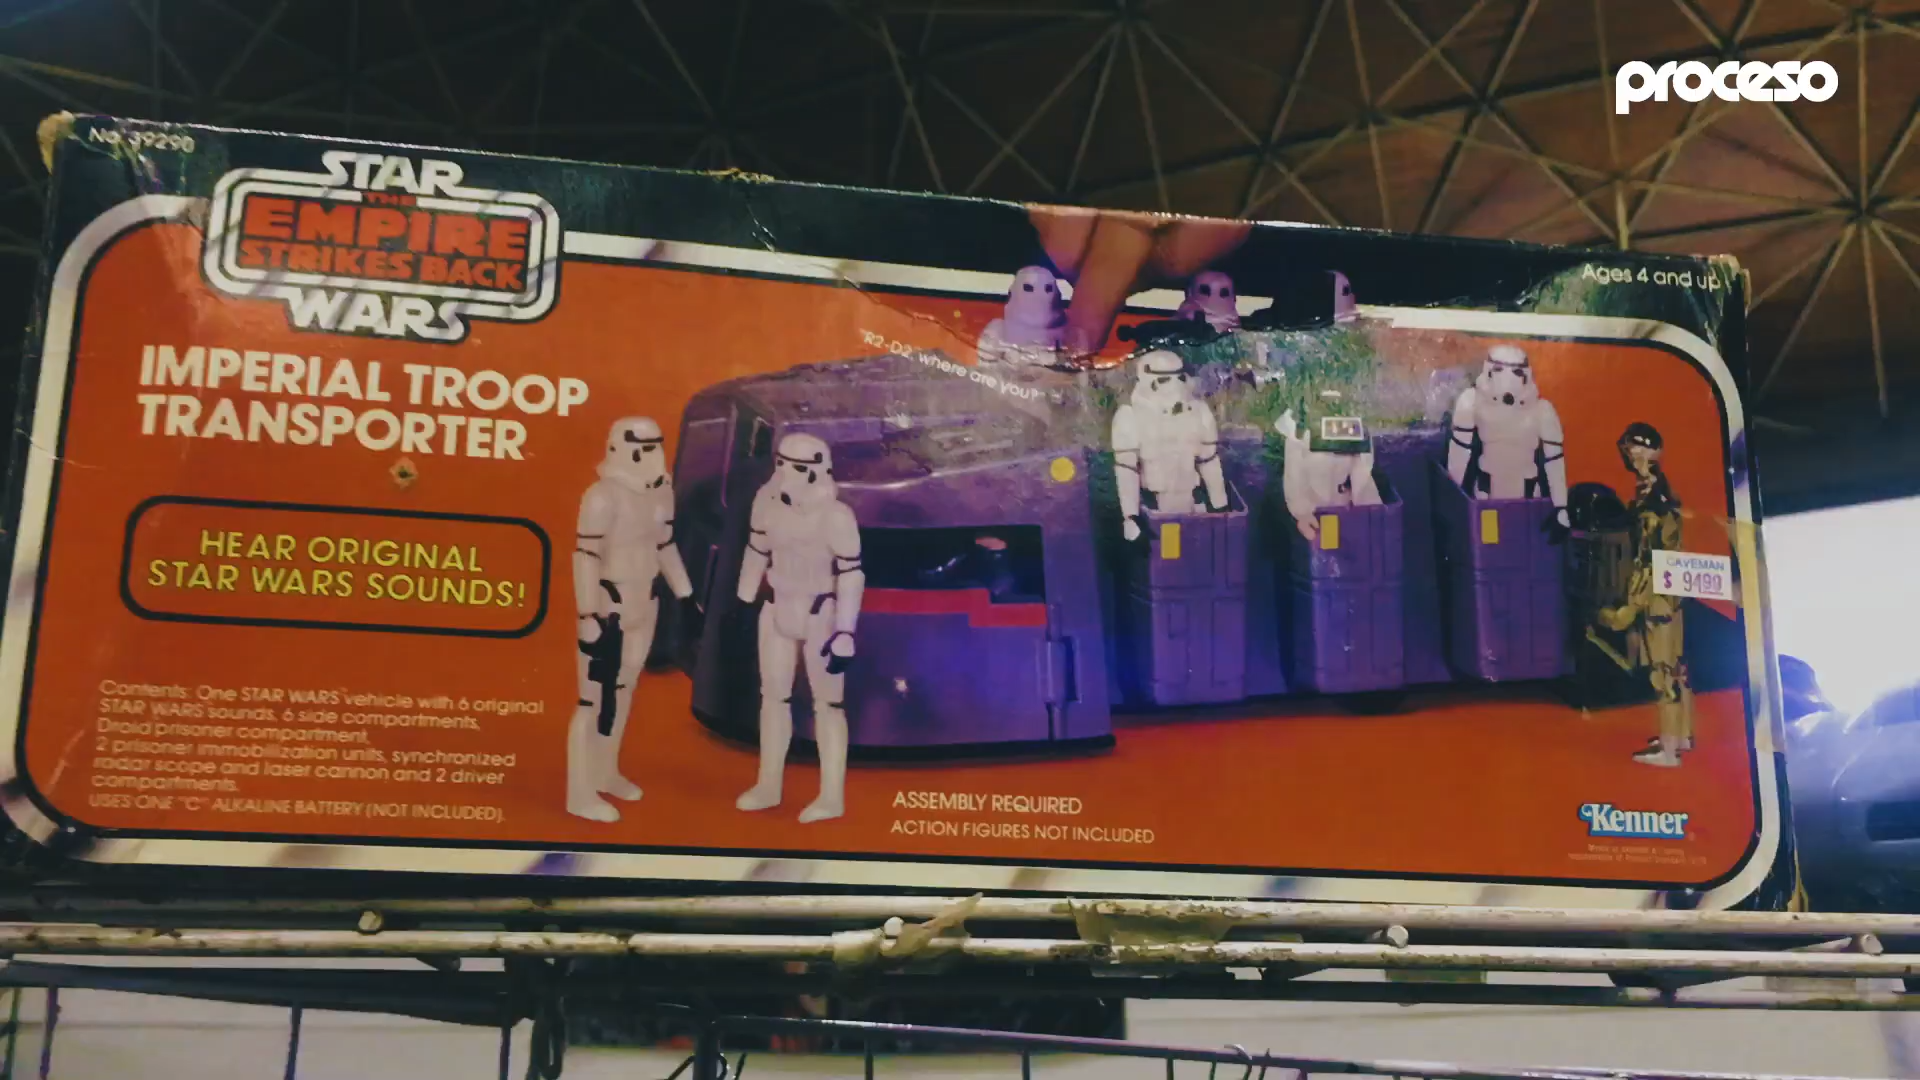 proceso
No. 39290
STAR
THE
EMPIRE
STRIKES BACK
WARS
Ages 4 and up
IMPERIAL TROOP
TRANSPORTER
"R2-D2, where are you?"
HEAR ORIGINAL
STAR WARS SOUNDS!
CAVEMAN
$ 9499
Contents: One STAR WARS vehicle with 6 original
STAR WARS sounds, 6 side compartments,
Droid prisoner compartment,
2 prisoner immobilization units, synchronized
radar scope and laser cannon and 2 driver
compartments.
USES ONE "C" ALKALINE BATTERY (NOT INCLUDED).
ASSEMBLY REQUIRED
ACTION FIGURES NOT INCLUDED
Kenner